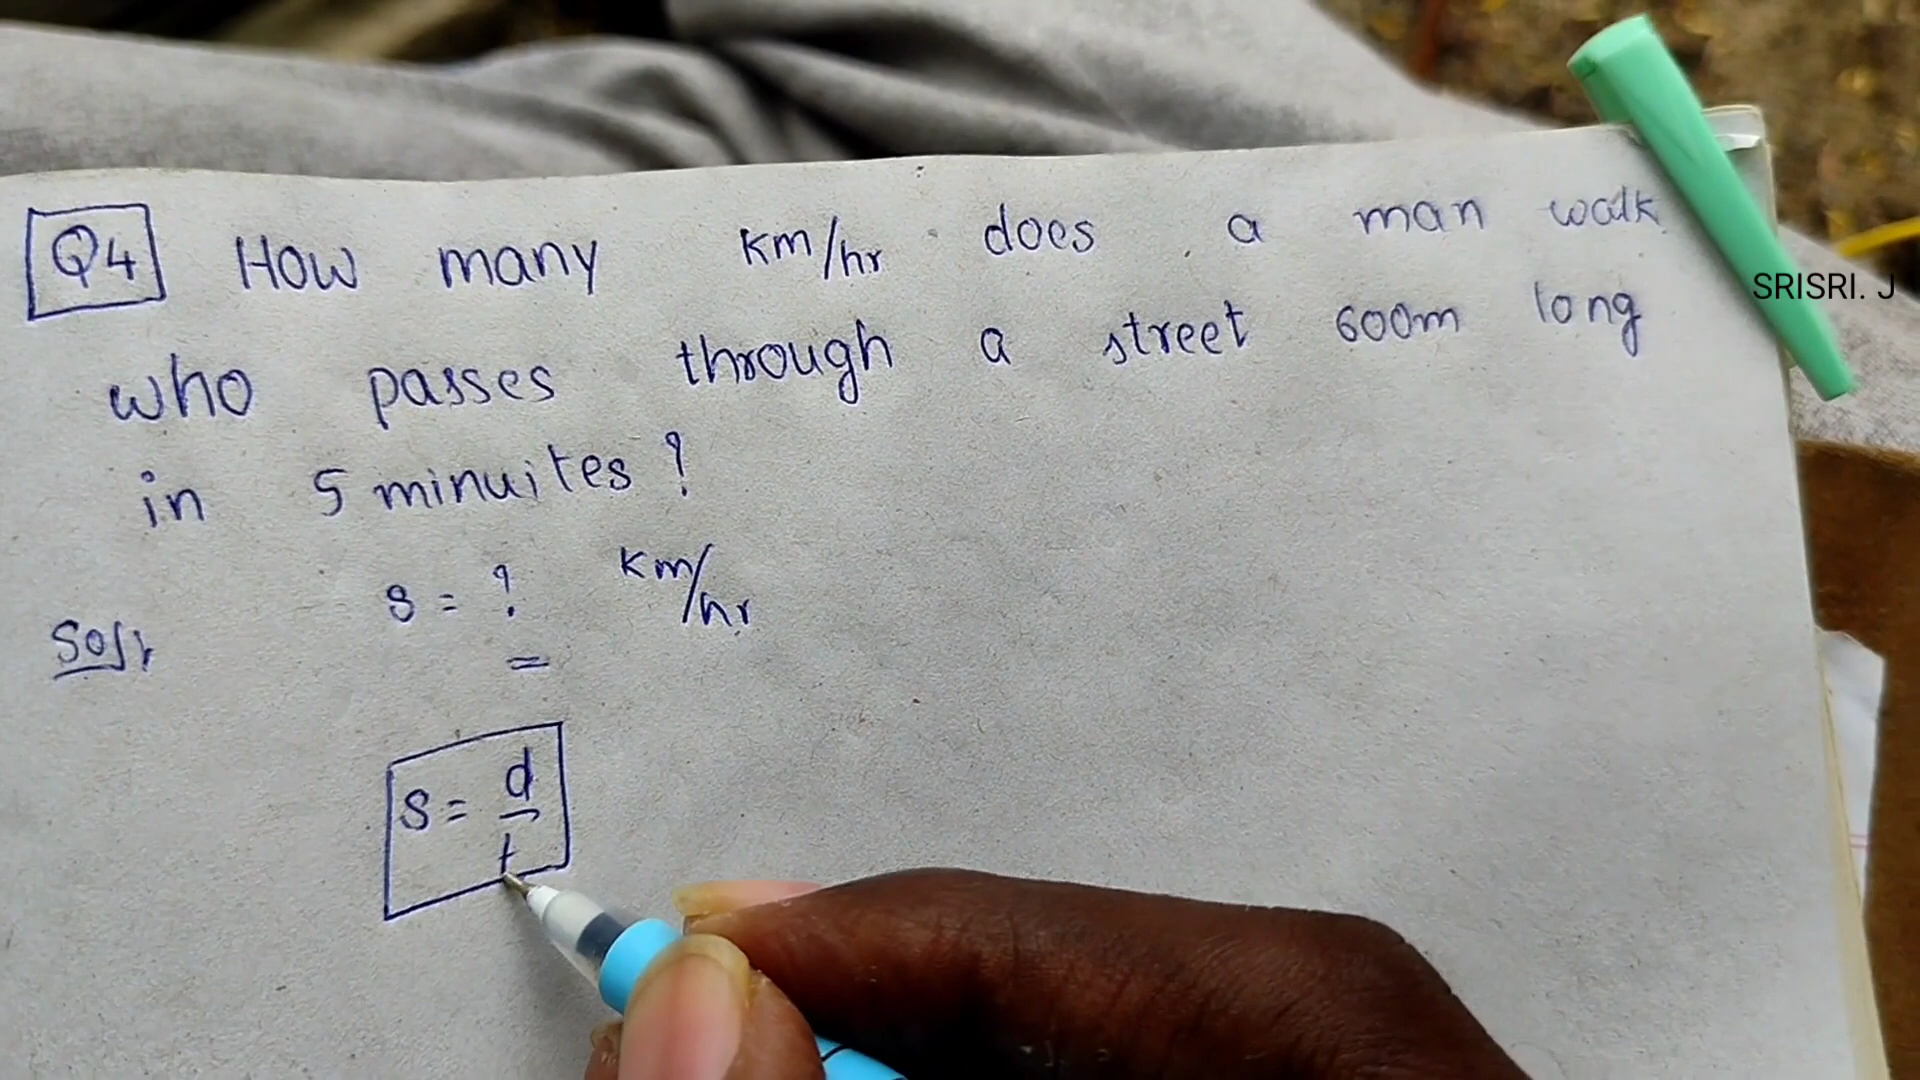 Q4 How many km/hr does a man walk
who passes through a street 600m long
in 5 minuites?
Soln
s = ? km/hr
=
s = d/t
SRISRI. J